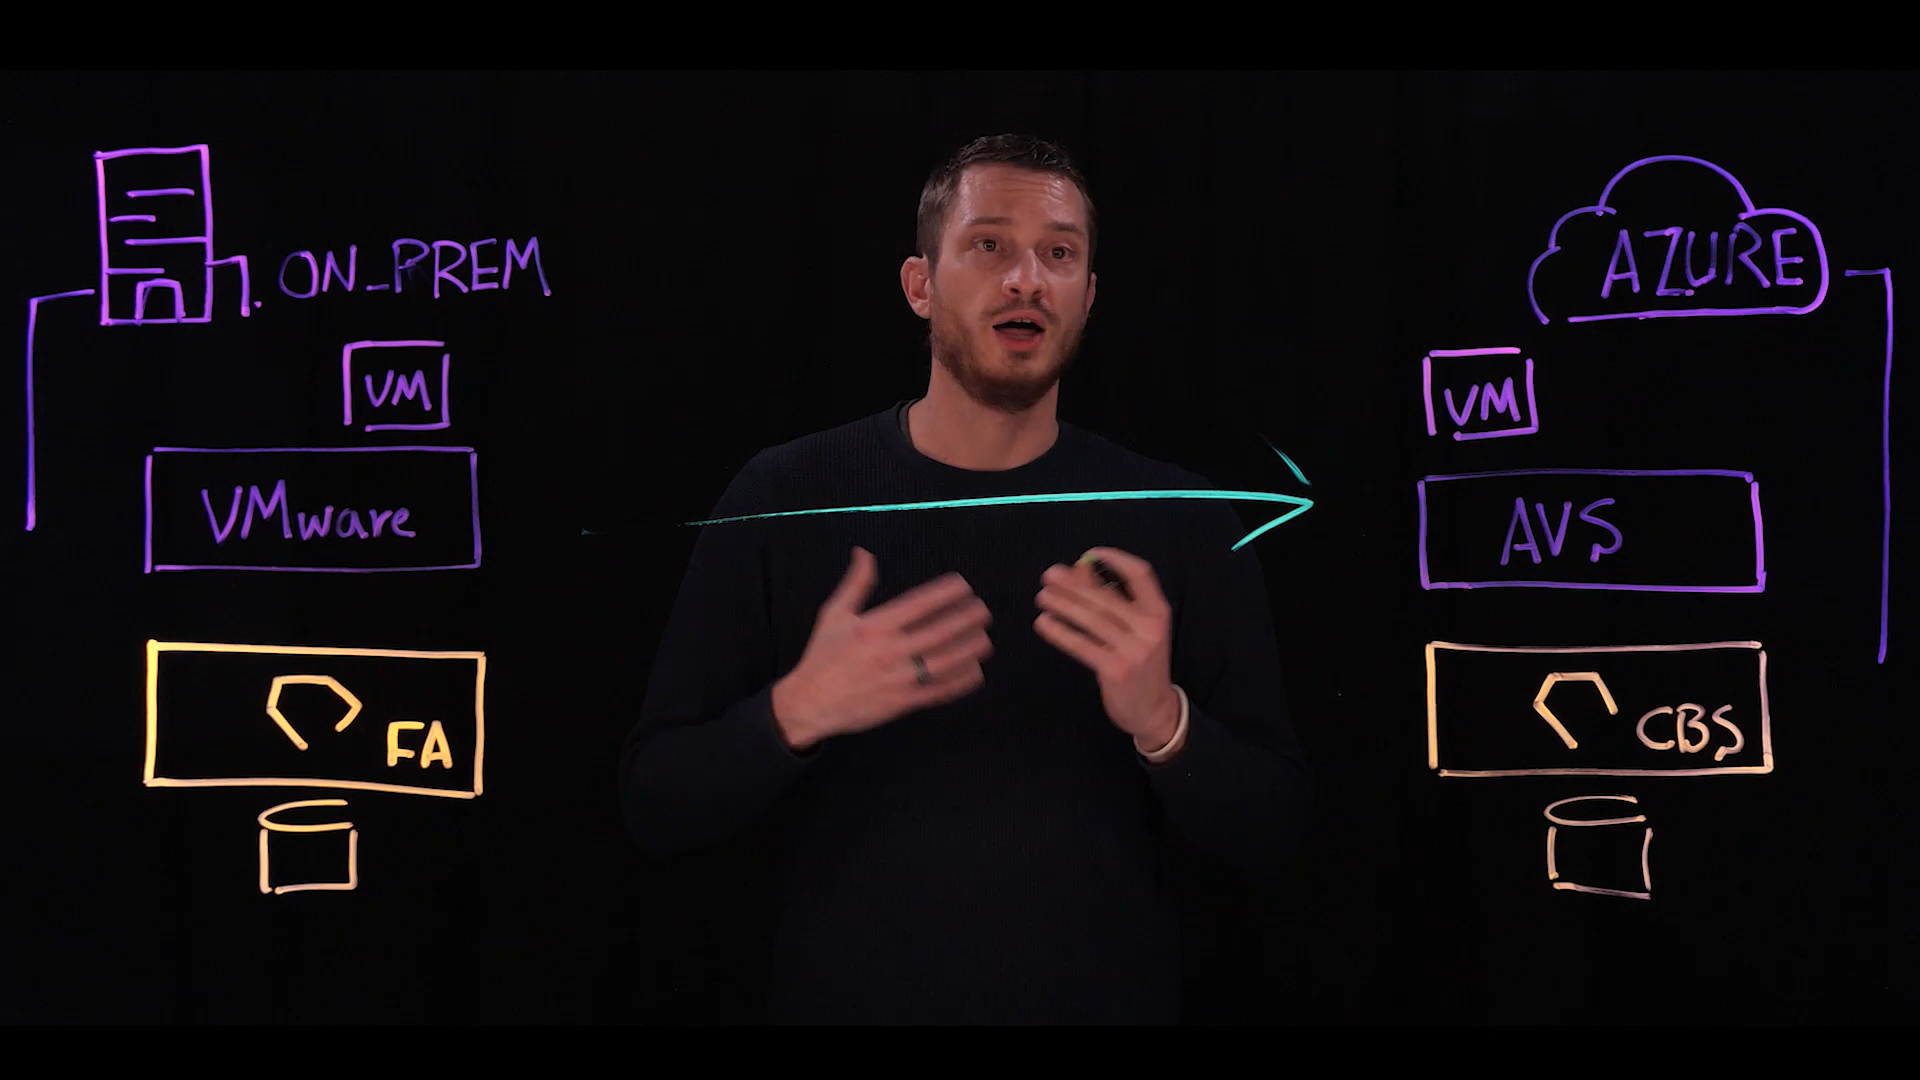 ON_PREM
VM
VMware
FA
AZURE
VM
AVS
CBS